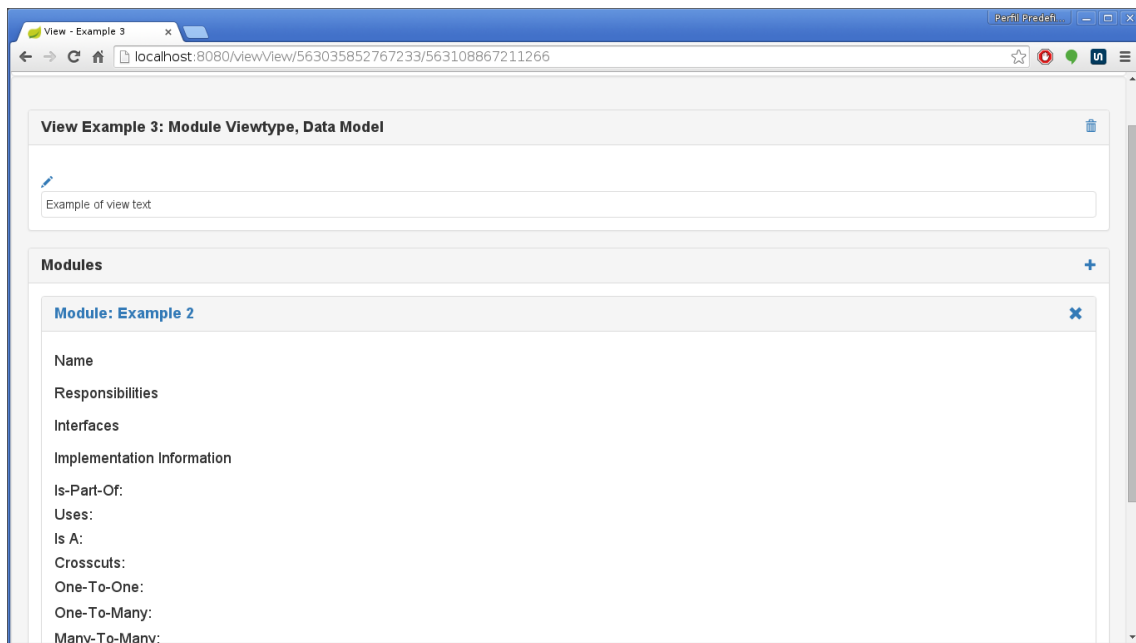 Perfil Predefi...
View - Example 3
localhost:8080/viewView/563035852767233/563108867211266
View Example 3: Module Viewtype, Data Model
Example of view text
Modules
Module: Example 2
Name
Responsibilities
Interfaces
Implementation Information
Is-Part-Of:
Uses:
Is A:
Crosscuts:
One-To-One:
One-To-Many:
Many-To-Many: